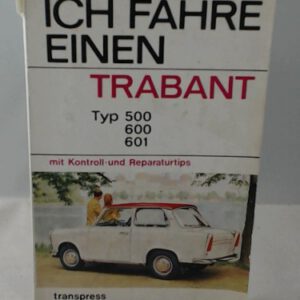 ICH FAHRE
EINEN
TRABANT
Typ 500
600
601
mit Kontroll-und Reparaturtips
transpress